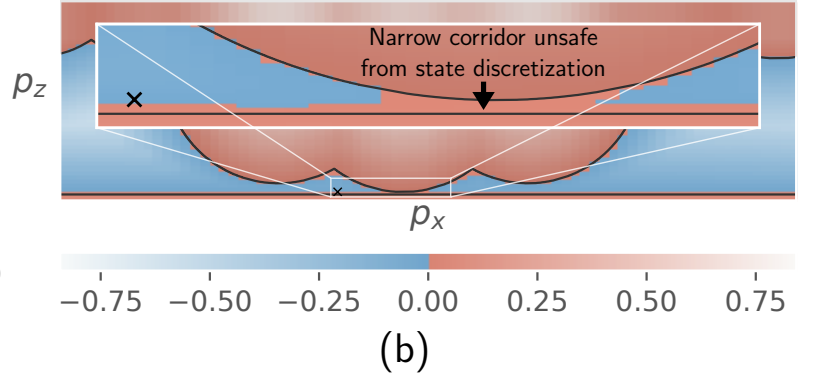 Narrow corridor unsafe
from state discretization
p_z
p_x
−0.75 −0.50 −0.25 0.00 0.25 0.50 0.75
(b)